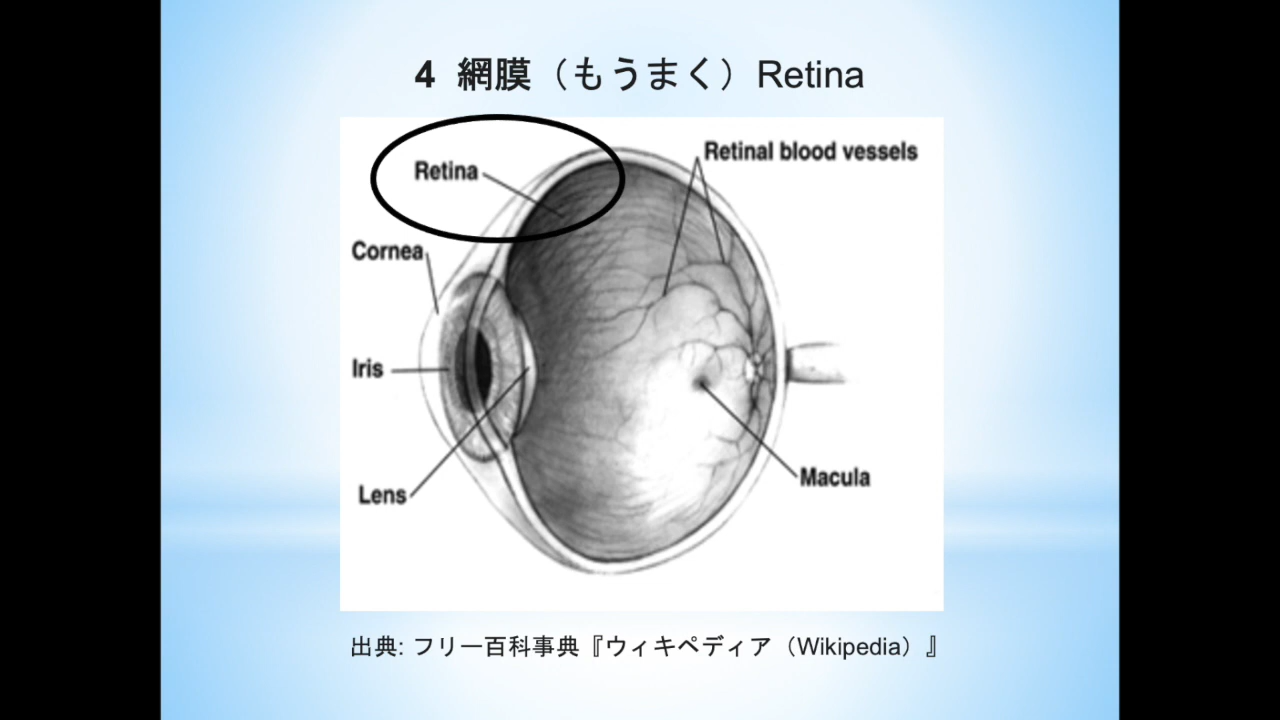 4 網膜（もうまく）Retina
Retina
Retinal blood vessels
Cornea
Iris
Lens
Macula
出典: フリー百科事典『ウィキペディア（Wikipedia）』